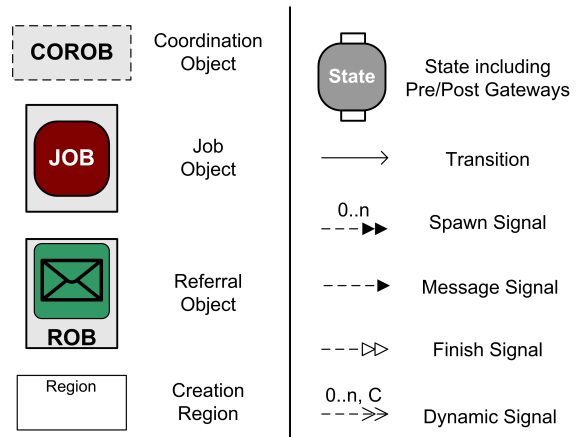 COROB
Coordination
Object
JOB
Job
Object
ROB
Referral
Object
Region
Creation
Region
State
State including
Pre/Post Gateways
Transition
0..n
Spawn Signal
Message Signal
Finish Signal
0..n, C
Dynamic Signal